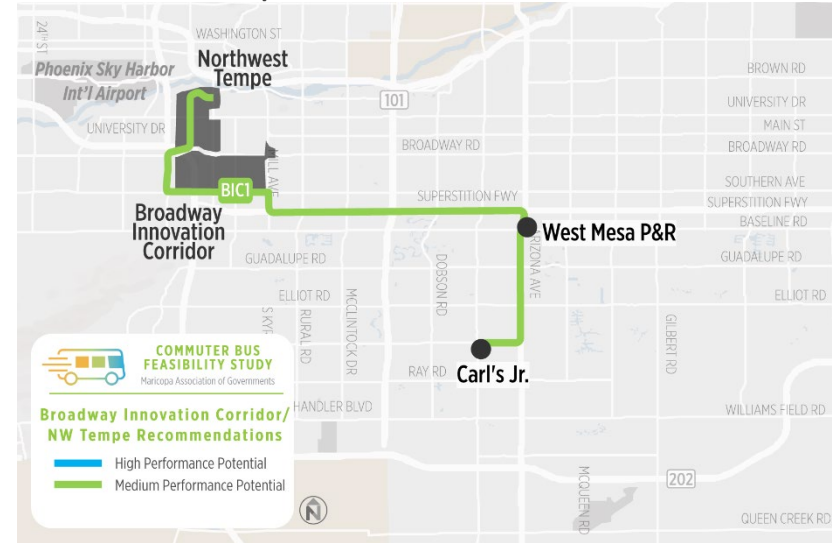 24TH ST
WASHINGTON ST
Northwest
Tempe
Phoenix Sky Harbor
Int'l Airport
BROWN RD
101
UNIVERSITY DR
UNIVERSITY DR
MAIN ST
BROADWAY RD
BROADWAY RD
MILL AVE
SOUTHERN AVE
BIC1
SUPERSTITION FWY
SUPERSTITION FWY
BASELINE RD
Broadway
Innovation
Corridor
West Mesa P&R
ARIZONA AVE
GUADALUPE RD
GUADALUPE RD
DOBSON RD
ELLIOT RD
ELLIOT RD
RURAL RD
MCCLINTOCK DR
GILBERT RD
RAY RD
Carl's Jr.
COMMUTER BUS
FEASIBILITY STUDY
Maricopa Association of Governments
HANDLER BLVD
WILLIAMS FIELD RD
Broadway Innovation Corridor/
NW Tempe Recommendations
High Performance Potential
Medium Performance Potential
MCQUEEN RD
202
N
QUEEN CREEK RD